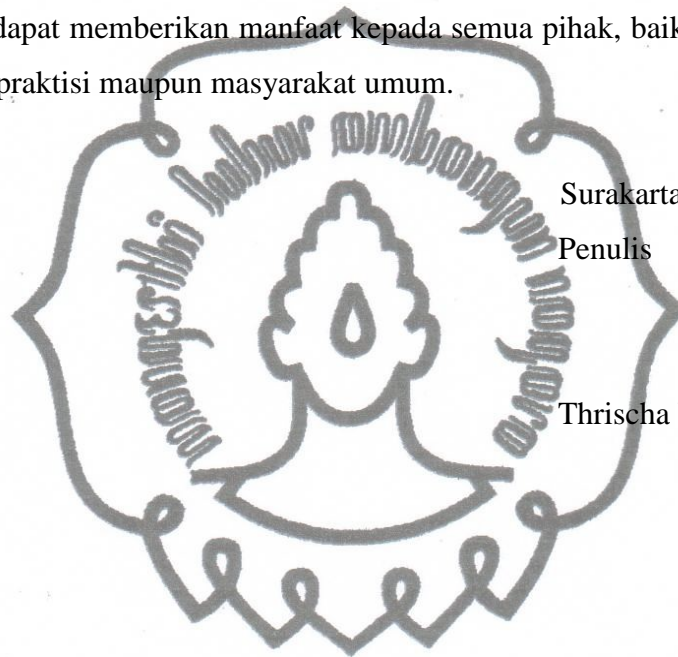 dapat memberikan manfaat kepada semua pihak, baik
praktisi maupun masyarakat umum.
Surakarta
Penulis
Thrischa